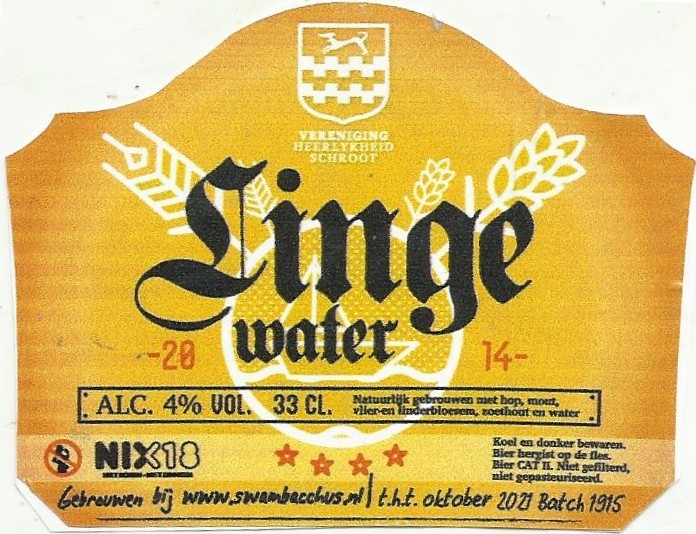 VERENIGING
HEERLYKHEID
SCHROOT
Linge
water
-20 14-
ALC. 4% VOL. 33 CL. Natuurlijk gebrouwen met hop, mout,
vlier-en linderbloesem, zoethout en water
NIX18
Koel en donker bewaren.
Bier hergist op de fles.
Bier CAT II. Niet gefilterd,
niet gepasteuriseerd.
Gebrouwen bij www.swambacchus.nl | t.h.t. oktober 2021 Batch 1915